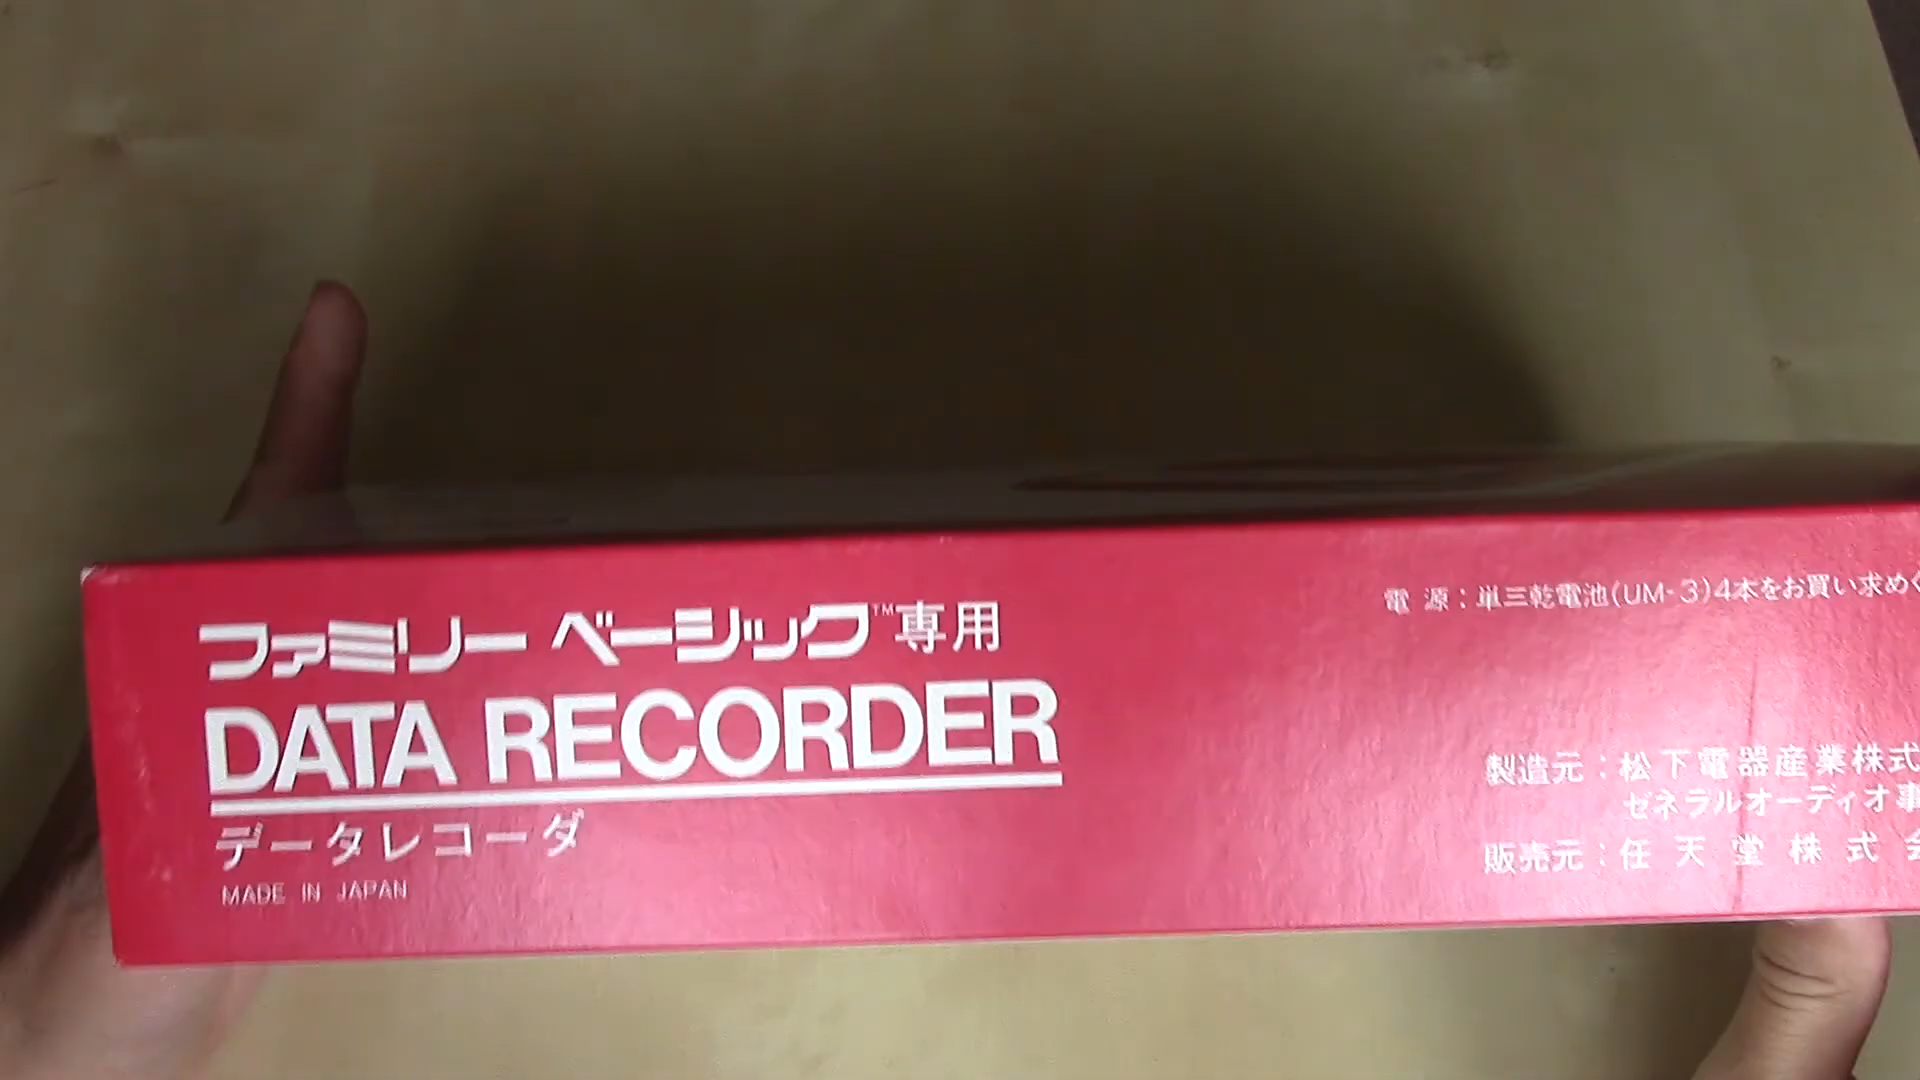 ファミリー ベーシック™専用
DATA RECORDER
データレコーダ
MADE IN JAPAN
電 源：単三乾電池(UM-3)4本をお買い求めく
製造元：松下電器産業株式
ゼネラルオーディオ事
販売元：任天堂株式会